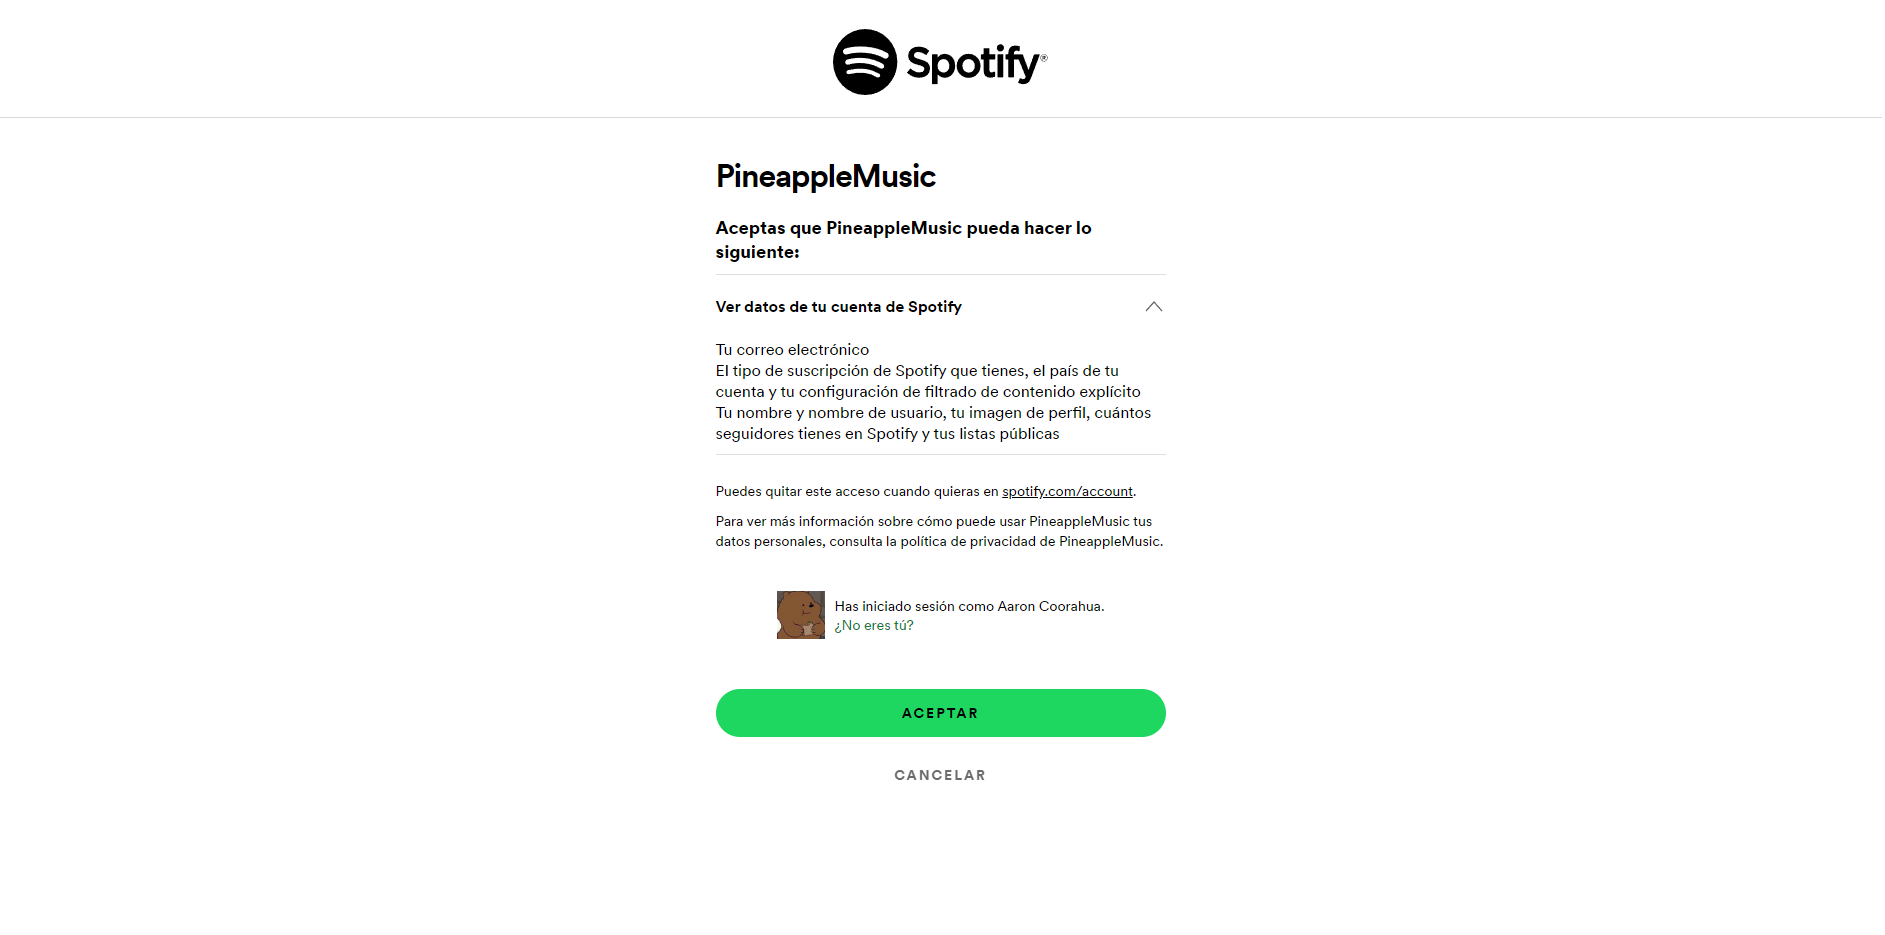 Spotify®
PineappleMusic
Aceptas que PineappleMusic pueda hacer lo
siguiente:
Ver datos de tu cuenta de Spotify
Tu correo electrónico
El tipo de suscripción de Spotify que tienes, el país de tu
cuenta y tu configuración de filtrado de contenido explícito
Tu nombre y nombre de usuario, tu imagen de perfil, cuántos
seguidores tienes en Spotify y tus listas públicas
Puedes quitar este acceso cuando quieras en spotify.com/account.
Para ver más información sobre cómo puede usar PineappleMusic tus
datos personales, consulta la política de privacidad de PineappleMusic.
Has iniciado sesión como Aaron Coorahua.
¿No eres tú?
ACEPTAR
CANCELAR